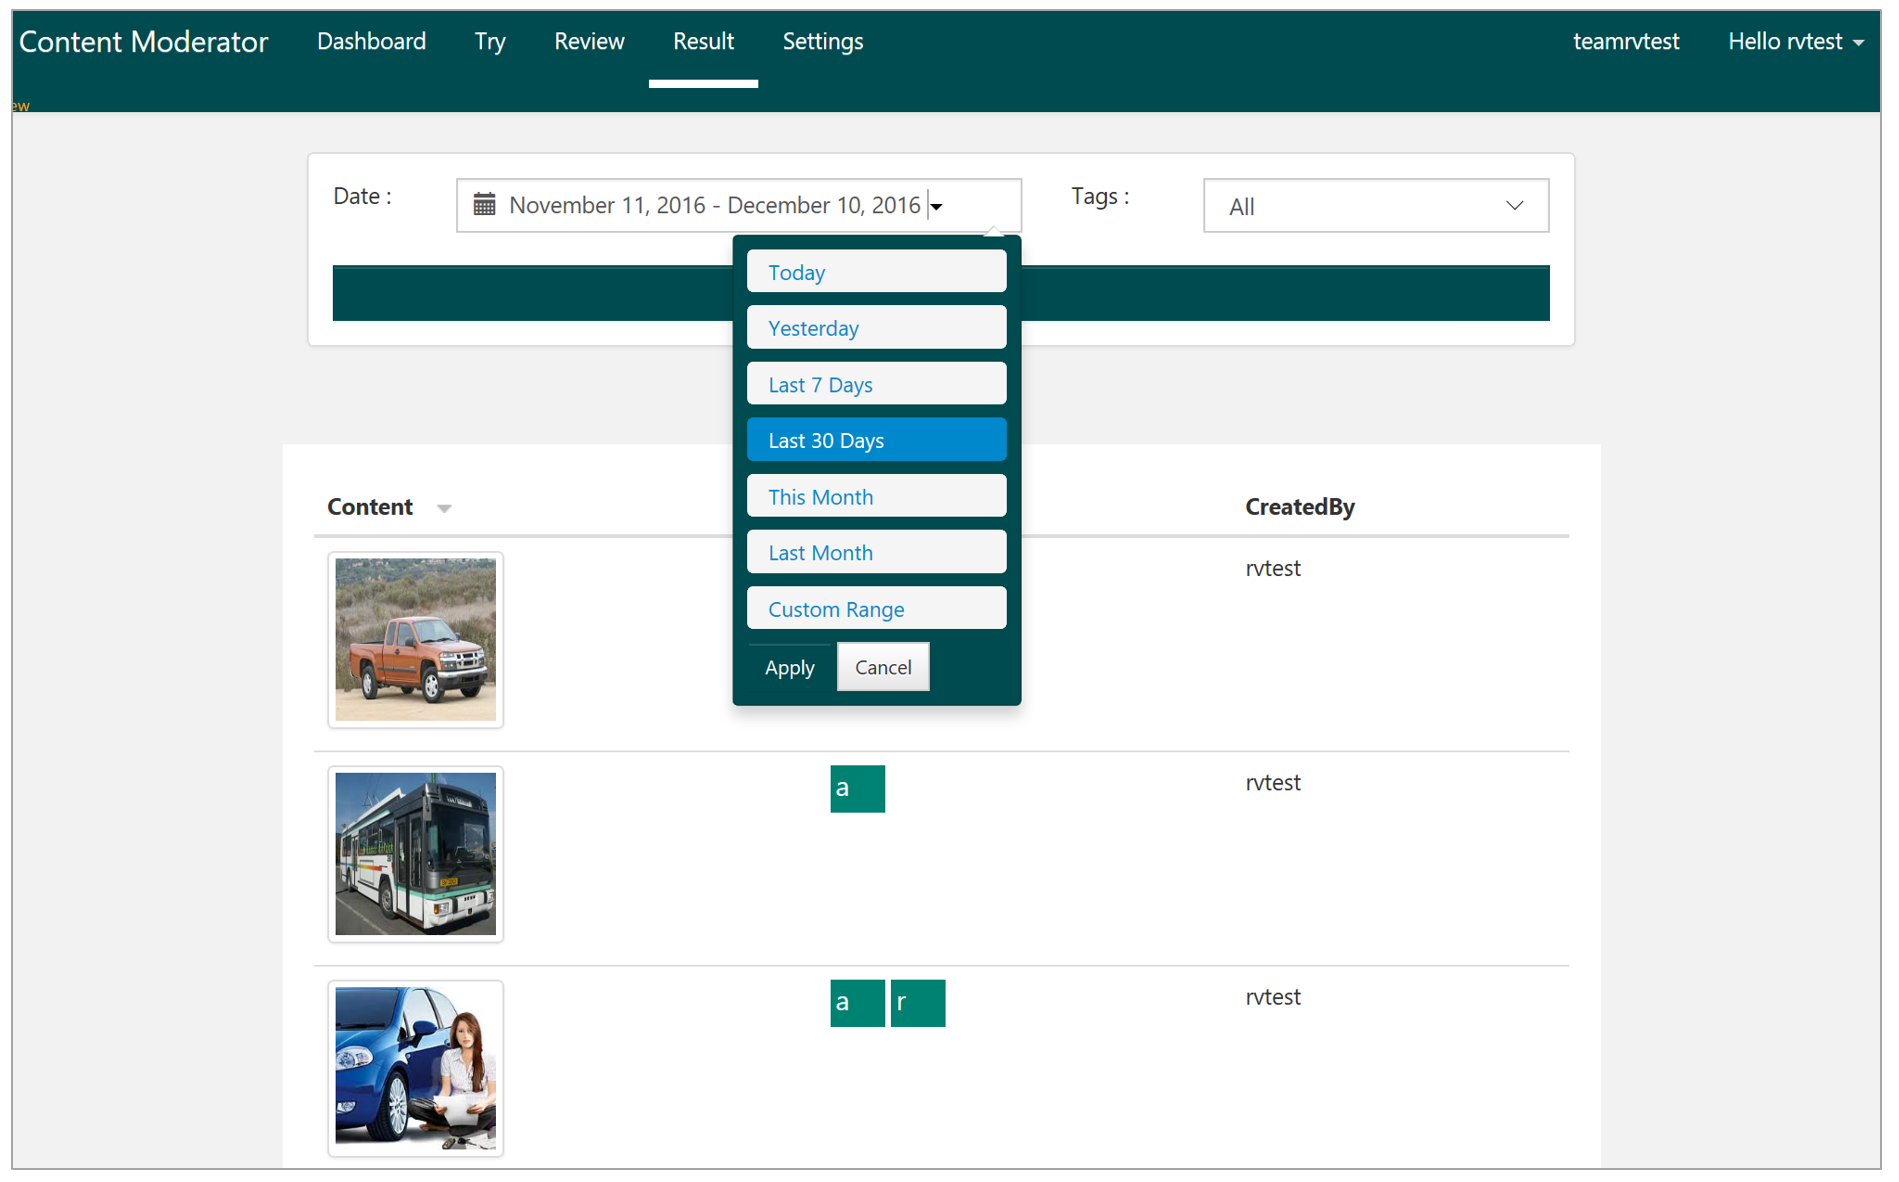 Content Moderator Dashboard Try Review Result Settings teamrvtest Hello rvtest
ew
Date : November 11, 2016 - December 10, 2016 Tags : All
Today
Yesterday
Last 7 Days
Last 30 Days
This Month
Last Month
Custom Range
Apply Cancel
Content CreatedBy
rvtest
a rvtest
a r rvtest